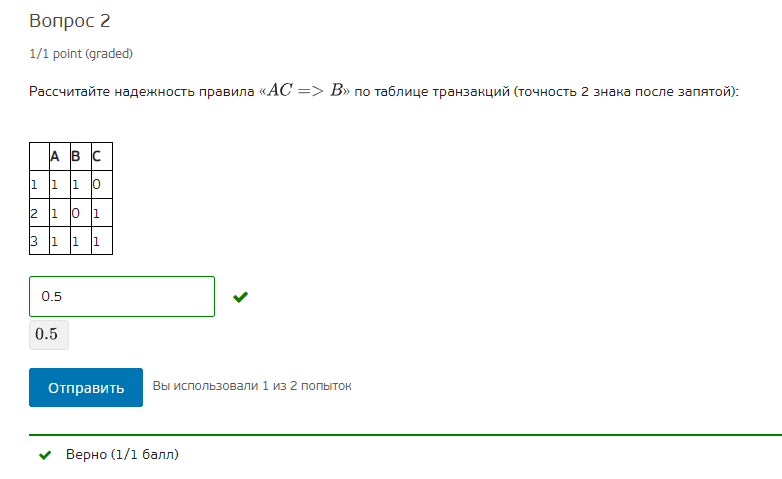 Вопрос 2
1/1 point (graded)
Рассчитайте надежность правила «AC => B» по таблице транзакций (точность 2 знака после запятой):
A B C
1 1 1 0
2 1 0 1
3 1 1 1
0.5
0.5
Отправить Вы использовали 1 из 2 попыток
Верно (1/1 балл)